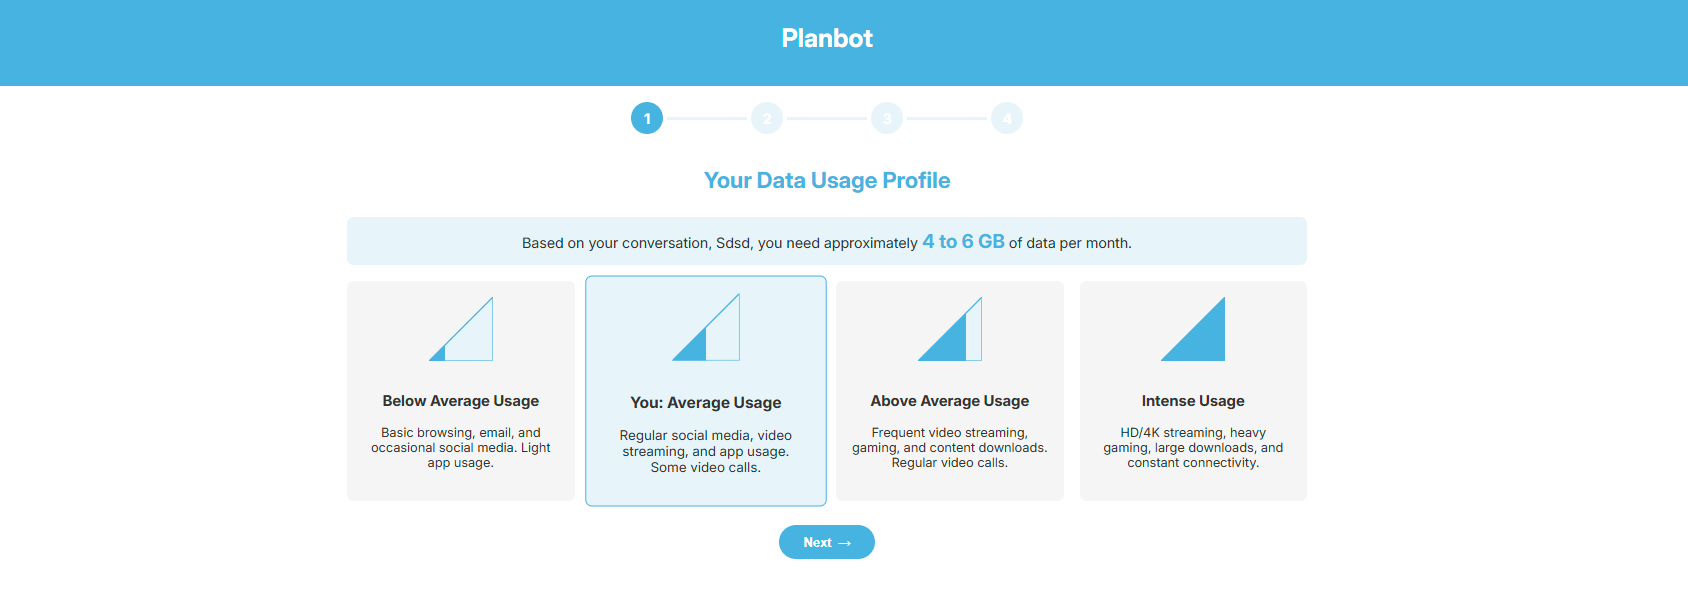 Planbot
1 2 3 4
Your Data Usage Profile
Based on your conversation, Sdsd, you need approximately 4 to 6 GB of data per month.
Below Average Usage
Basic browsing, email, and
occasional social media. Light
app usage.
You: Average Usage
Regular social media, video
streaming, and app usage.
Some video calls.
Above Average Usage
Frequent video streaming,
gaming, and content downloads.
Regular video calls.
Intense Usage
HD/4K streaming, heavy
gaming, large downloads, and
constant connectivity.
Next →